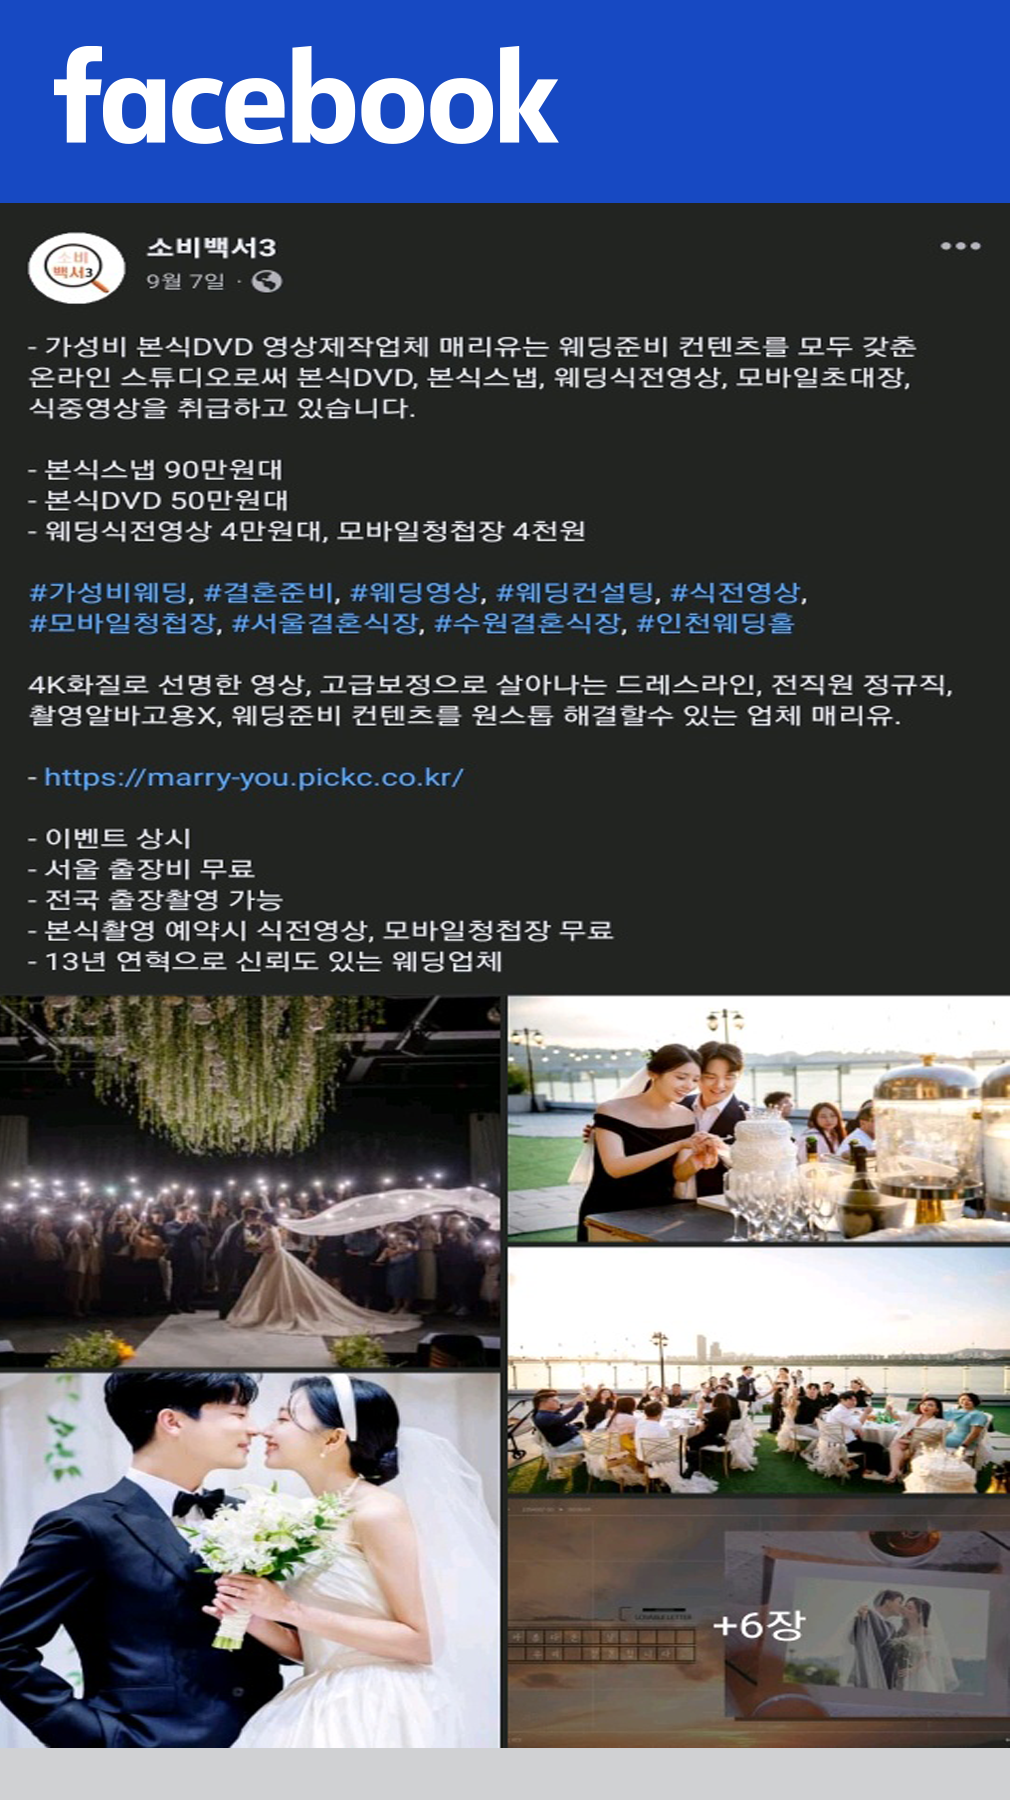 facebook
소비
백서3
소비백서3
9월 7일 ·
- 가성비 본식DVD 영상제작업체 매리유는 웨딩준비 컨텐츠를 모두 갖춘
온라인 스튜디오로써 본식DVD, 본식스냅, 웨딩식전영상, 모바일초대장,
식중영상을 취급하고 있습니다.
- 본식스냅 90만원대
- 본식DVD 50만원대
- 웨딩식전영상 4만원대, 모바일청첩장 4천원
#가성비웨딩, #결혼준비, #웨딩영상, #웨딩컨설팅, #식전영상,
#모바일청첩장, #서울결혼식장, #수원결혼식장, #인천웨딩홀
4K화질로 선명한 영상, 고급보정으로 살아나는 드레스라인, 전직원 정규직,
촬영알바고용X, 웨딩준비 컨텐츠를 원스톱 해결할수 있는 업체 매리유.
- https://marry-you.pickc.co.kr/
- 이벤트 상시
- 서울 출장비 무료
- 전국 출장촬영 가능
- 본식촬영 예약시 식전영상, 모바일청첩장 무료
- 13년 연혁으로 신뢰도 있는 웨딩업체
LOVABLE LETTER
+6장